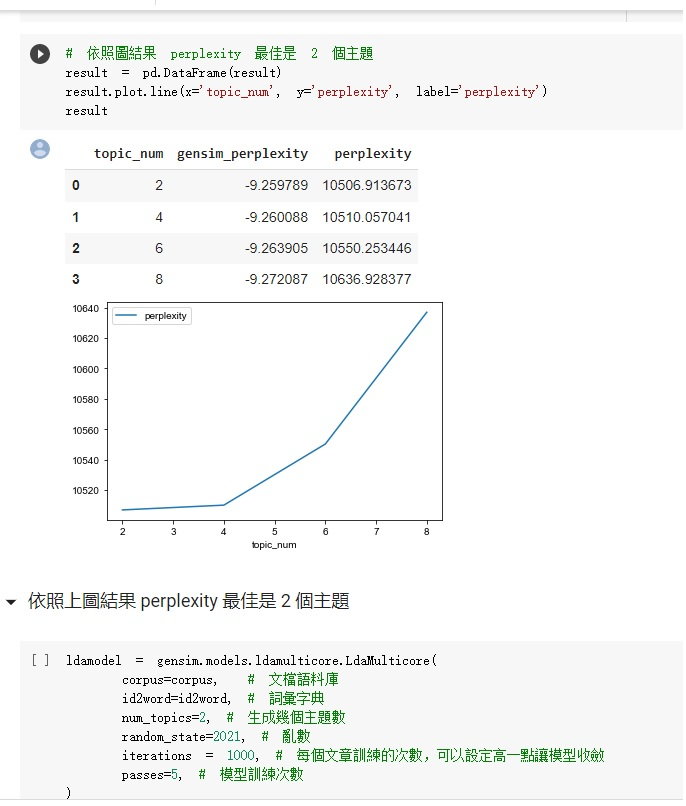 # 依照圖結果 perplexity 最佳是 2 個主題
result = pd.DataFrame(result)
result.plot.line(x='topic_num', y='perplexity', label='perplexity')
result
topic_num gensim_perplexity perplexity
0 2 -9.259789 10506.913673
1 4 -9.260088 10510.057041
2 6 -9.263905 10550.253446
3 8 -9.272087 10636.928377
perplexity
10640
10620
10600
10580
10560
10540
10520
2 3 4 5 6 7 8
topic_num
依照上圖結果 perplexity 最佳是 2 個主題
[ ] ldamodel = gensim.models.ldamulticore.LdaMulticore(
corpus=corpus, # 文檔語料庫
id2word=id2word, # 詞彙字典
num_topics=2, # 生成幾個主題數
random_state=2021, # 亂數
iterations = 1000, # 每個文章訓練的次數，可以設定高一點讓模型收斂
passes=5, # 模型訓練次數
)